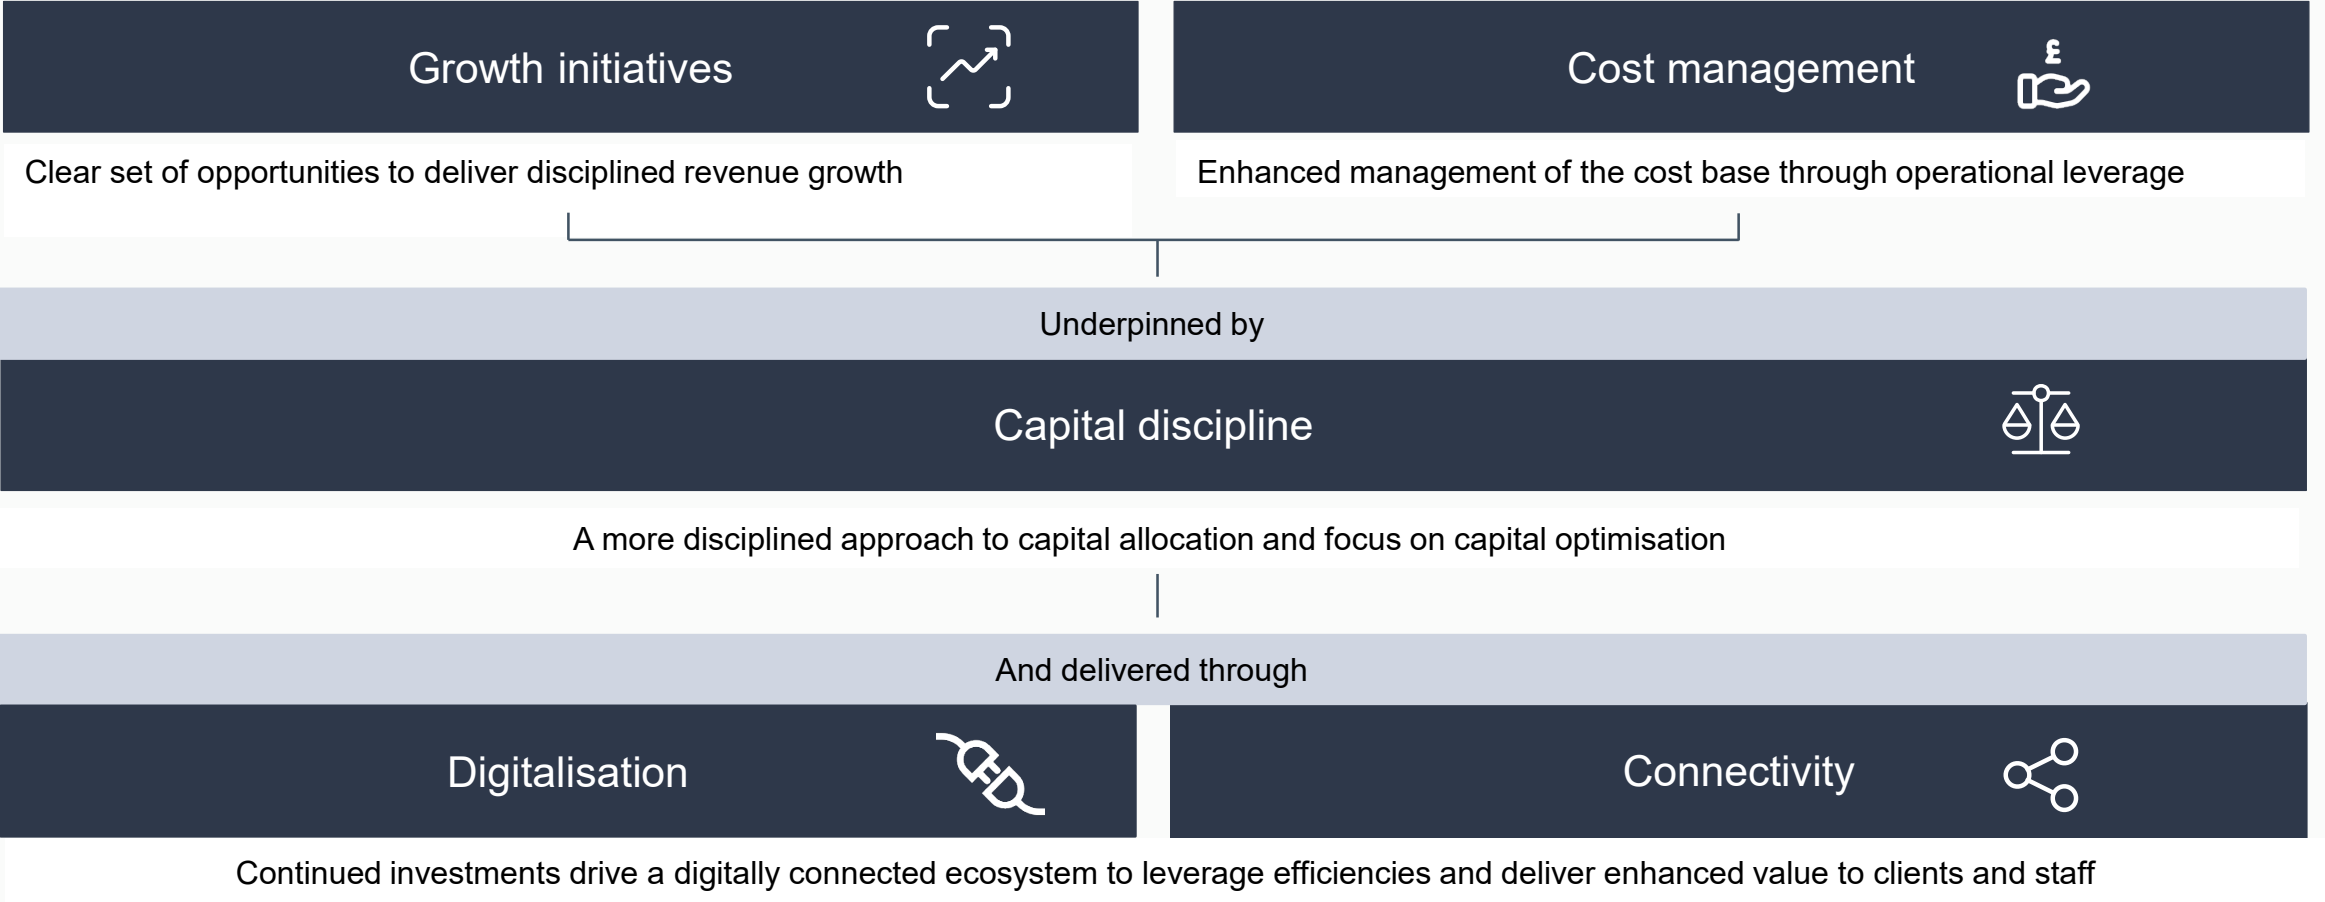 Growth initiatives
Cost management
£
Clear set of opportunities to deliver disciplined revenue growth
Enhanced management of the cost base through operational leverage
Underpinned by
Capital discipline
A more disciplined approach to capital allocation and focus on capital optimisation
And delivered through
Digitalisation
Connectivity
Continued investments drive a digitally connected ecosystem to leverage efficiencies and deliver enhanced value to clients and staff